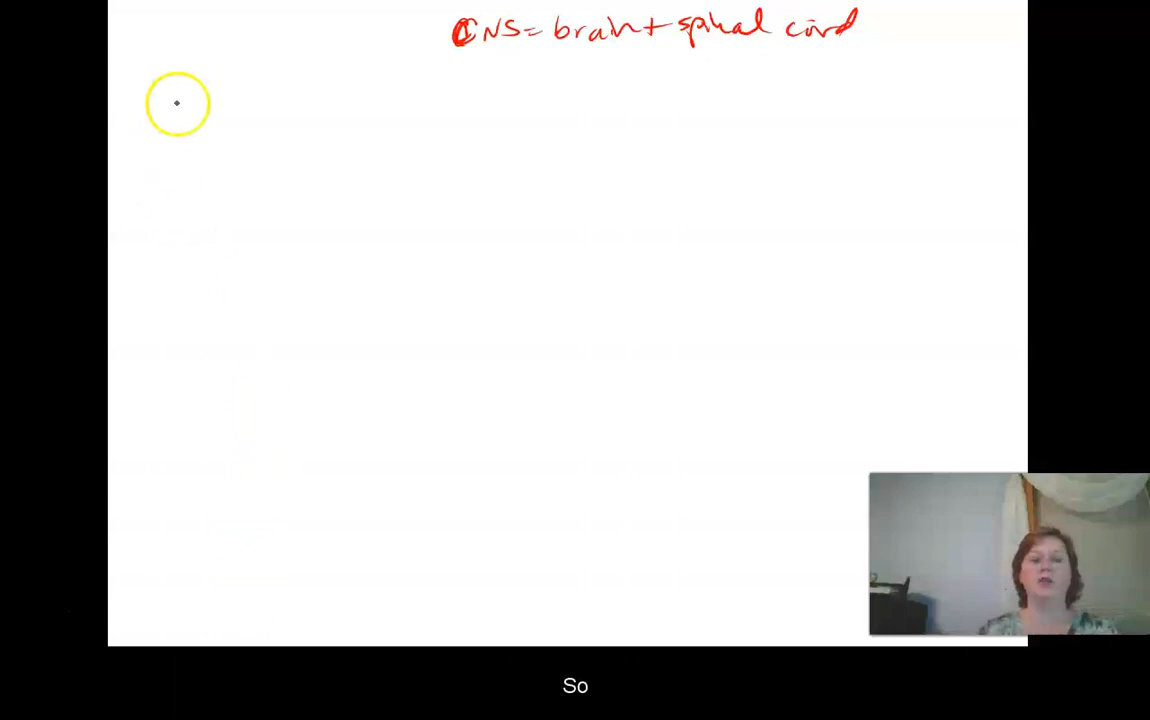 CNS = brain + spinal cord
So